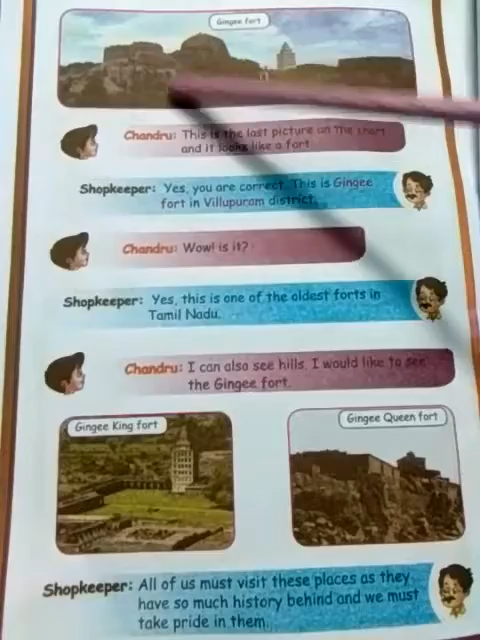 Gingee fort
Chandru: This is the last picture on the chart
and it looks like a fort.
Shopkeeper: Yes, you are correct. This is Gingee
fort in Villupuram district.
Chandru: Wow! is it?
Shopkeeper: Yes, this is one of the oldest forts in
Tamil Nadu.
Chandru: I can also see hills. I would like to see
the Gingee fort.
Gingee King fort
Gingee Queen fort
Shopkeeper: All of us must visit these places as they
have so much history behind and we must
take pride in them.